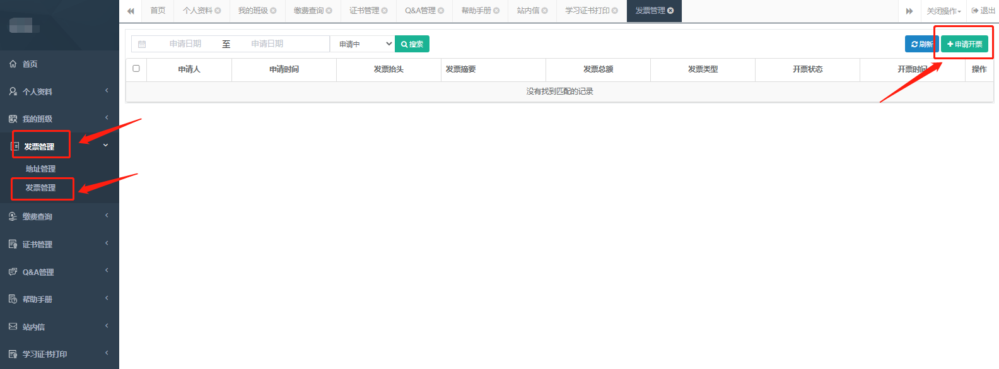 首页 个人资料 我的班级 缴费查询 证书管理 Q&A管理 帮助手册 站内信 学习证书打印 发票管理 关闭操作 退出
申请日期 至 申请日期 申请中 搜索 刷新 申请开票
申请人 申请时间 发票抬头 发票摘要 发票总额 发票类型 开票状态 开票时间 操作
没有找到匹配的记录
首页
个人资料
我的班级
发票管理
地址管理
发票管理
缴费查询
证书管理
Q&A管理
帮助手册
站内信
学习证书打印